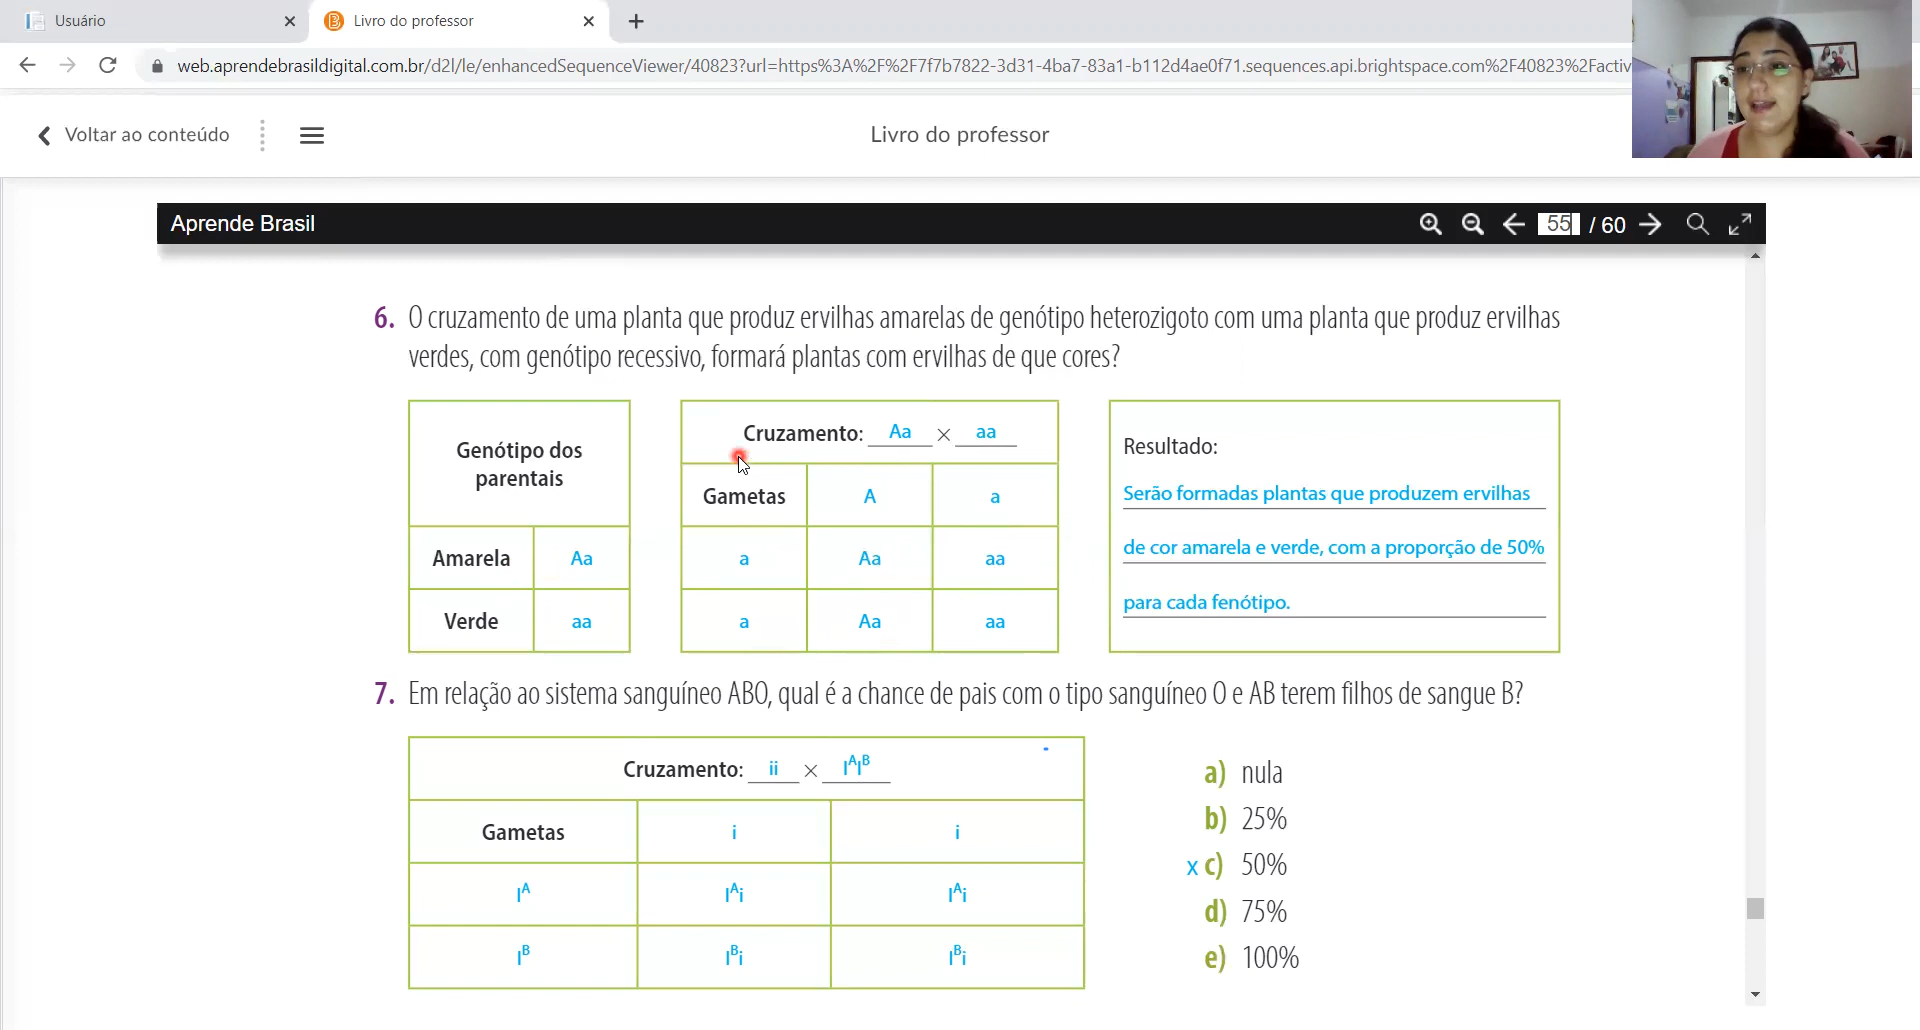 Usuário
Livro do professor
web.aprendebrasildigital.com.br/d2l/le/enhancedSequenceViewer/40823?url=https%3A%2F%2F7f7b7822-3d31-4ba7-83a1-b112d4ae0f71.sequences.api.brightspace.com%2F40823%2Factiv
Voltar ao conteúdo
Livro do professor
Aprende Brasil
55 / 60
6. O cruzamento de uma planta que produz ervilhas amarelas de genótipo heterozigoto com uma planta que produz ervilhas
verdes, com genótipo recessivo, formará plantas com ervilhas de que cores?
Genótipo dos
parentais
Amarela Aa
Verde aa
Cruzamento: Aa × aa
Gametas A a
a Aa aa
a Aa aa
Resultado:
Serão formadas plantas que produzem ervilhas
de cor amarela e verde, com a proporção de 50%
para cada fenótipo.
7. Em relação ao sistema sanguíneo ABO, qual é a chance de pais com o tipo sanguíneo O e AB terem filhos de sangue B?
Cruzamento: ii × IᴬIᴮ
Gametas i i
Iᴬ Iᴬi Iᴬi
Iᴮ Iᴮi Iᴮi
a) nula
b) 25%
x c) 50%
d) 75%
e) 100%